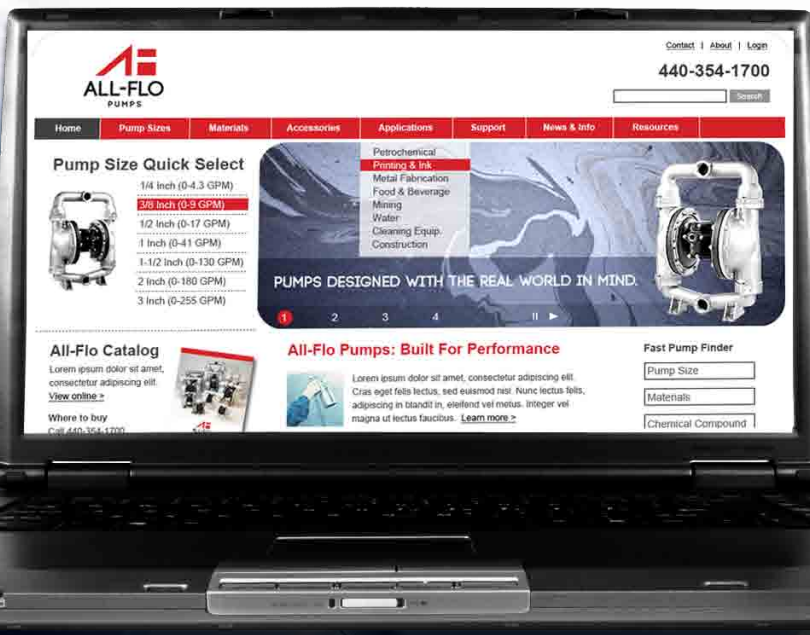 Contact | About | Login
ALL-FLO
PUMPS
440-354-1700
Search
Home Pump Sizes Materials Accessories Applications Support News & Info Resources
Pump Size Quick Select
1/4 Inch (0-4.3 GPM)
3/8 Inch (0-9 GPM)
1/2 Inch (0-17 GPM)
1 Inch (0-41 GPM)
1-1/2 Inch (0-130 GPM)
2 Inch (0-180 GPM)
3 Inch (0-255 GPM)
Petrochemical
Printing & Ink
Metal Fabrication
Food & Beverage
Mining
Water
Cleaning Equip.
Construction
PUMPS DESIGNED WITH THE REAL WORLD IN MIND.
1 2 3 4
All-Flo Catalog
Lorem ipsum dolor sit amet,
consectetur adipiscing elit.
View online >
Where to buy
Call 440-354-1700
All-Flo Pumps: Built For Performance
Lorem ipsum dolor sit amet, consectetur adipiscing elit.
Cras eget felis lectus, sed euismod nisi. Nunc lectus felis,
adipiscing in blandit in, eleifend vel metus. Integer vel
magna ut lectus faucibus. Learn more >
Fast Pump Finder
Pump Size
Materials
Chemical Compound